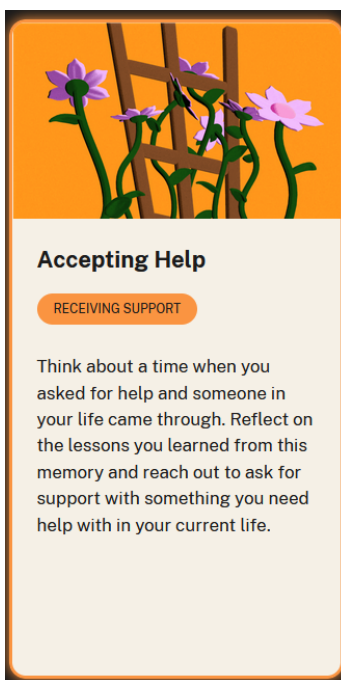 Accepting Help
RECEIVING SUPPORT
Think about a time when you
asked for help and someone in
your life came through. Reflect on
the lessons you learned from this
memory and reach out to ask for
support with something you need
help with in your current life.